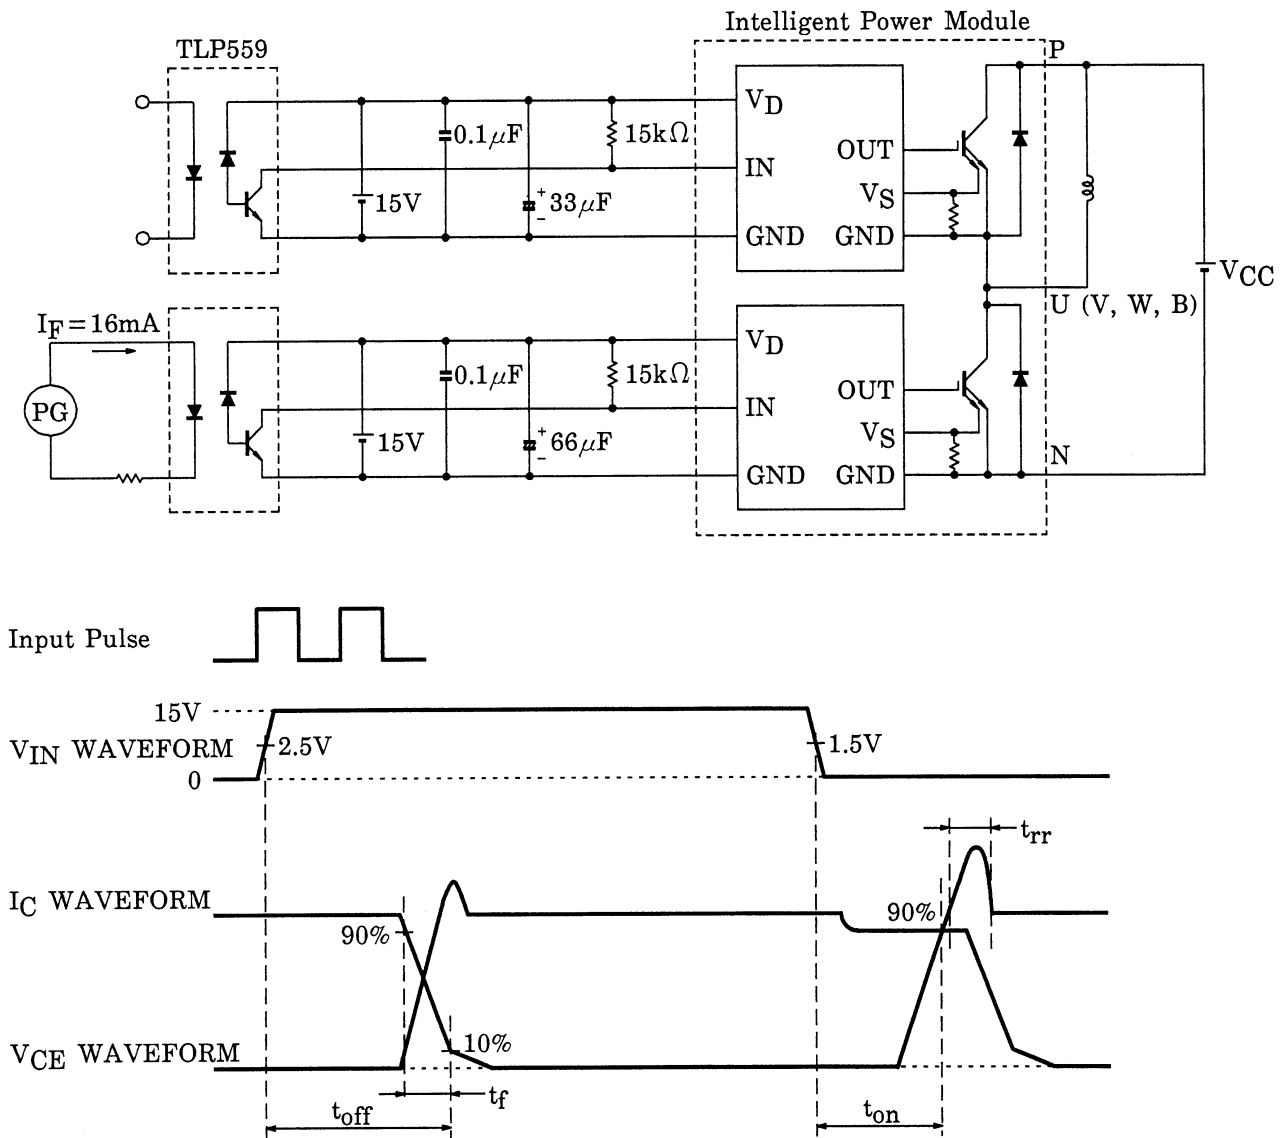 Intelligent Power Module
TLP559
P
VD
0.1μF
15kΩ
OUT
IN
VS
15V
+
33μF
-
GND
GND
VCC
U (V, W, B)
IF=16mA
VD
0.1μF
15kΩ
OUT
PG
IN
VS
15V
+
66μF
-
N
GND
GND
Input Pulse
15V
VIN WAVEFORM
2.5V
1.5V
0
trr
IC WAVEFORM
90%
90%
VCE WAVEFORM
10%
tf
toff
ton